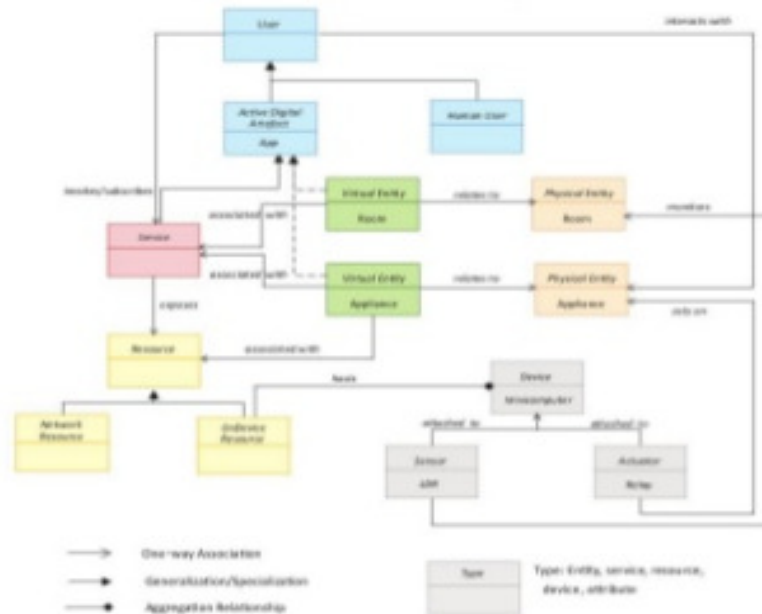 User
interacts with
Active Digital
Artefact
App
Human User
invokes/subscribes
Virtual Entity
Room
relates to
Physical Entity
Room
monitors
associated with
Service
associated with
Virtual Entity
Appliance
relates to
Physical Entity
Appliance
acts on
exposes
Resource
associated with
hosts
Device
Minicomputer
Network
Resource
OnDevice
Resource
attached to
attached to
Sensor
Actuator
Relay
One-way Association
Generalization/Specialization
Aggregation Relationship
Type
Type: Entity, service, resource,
device, attribute